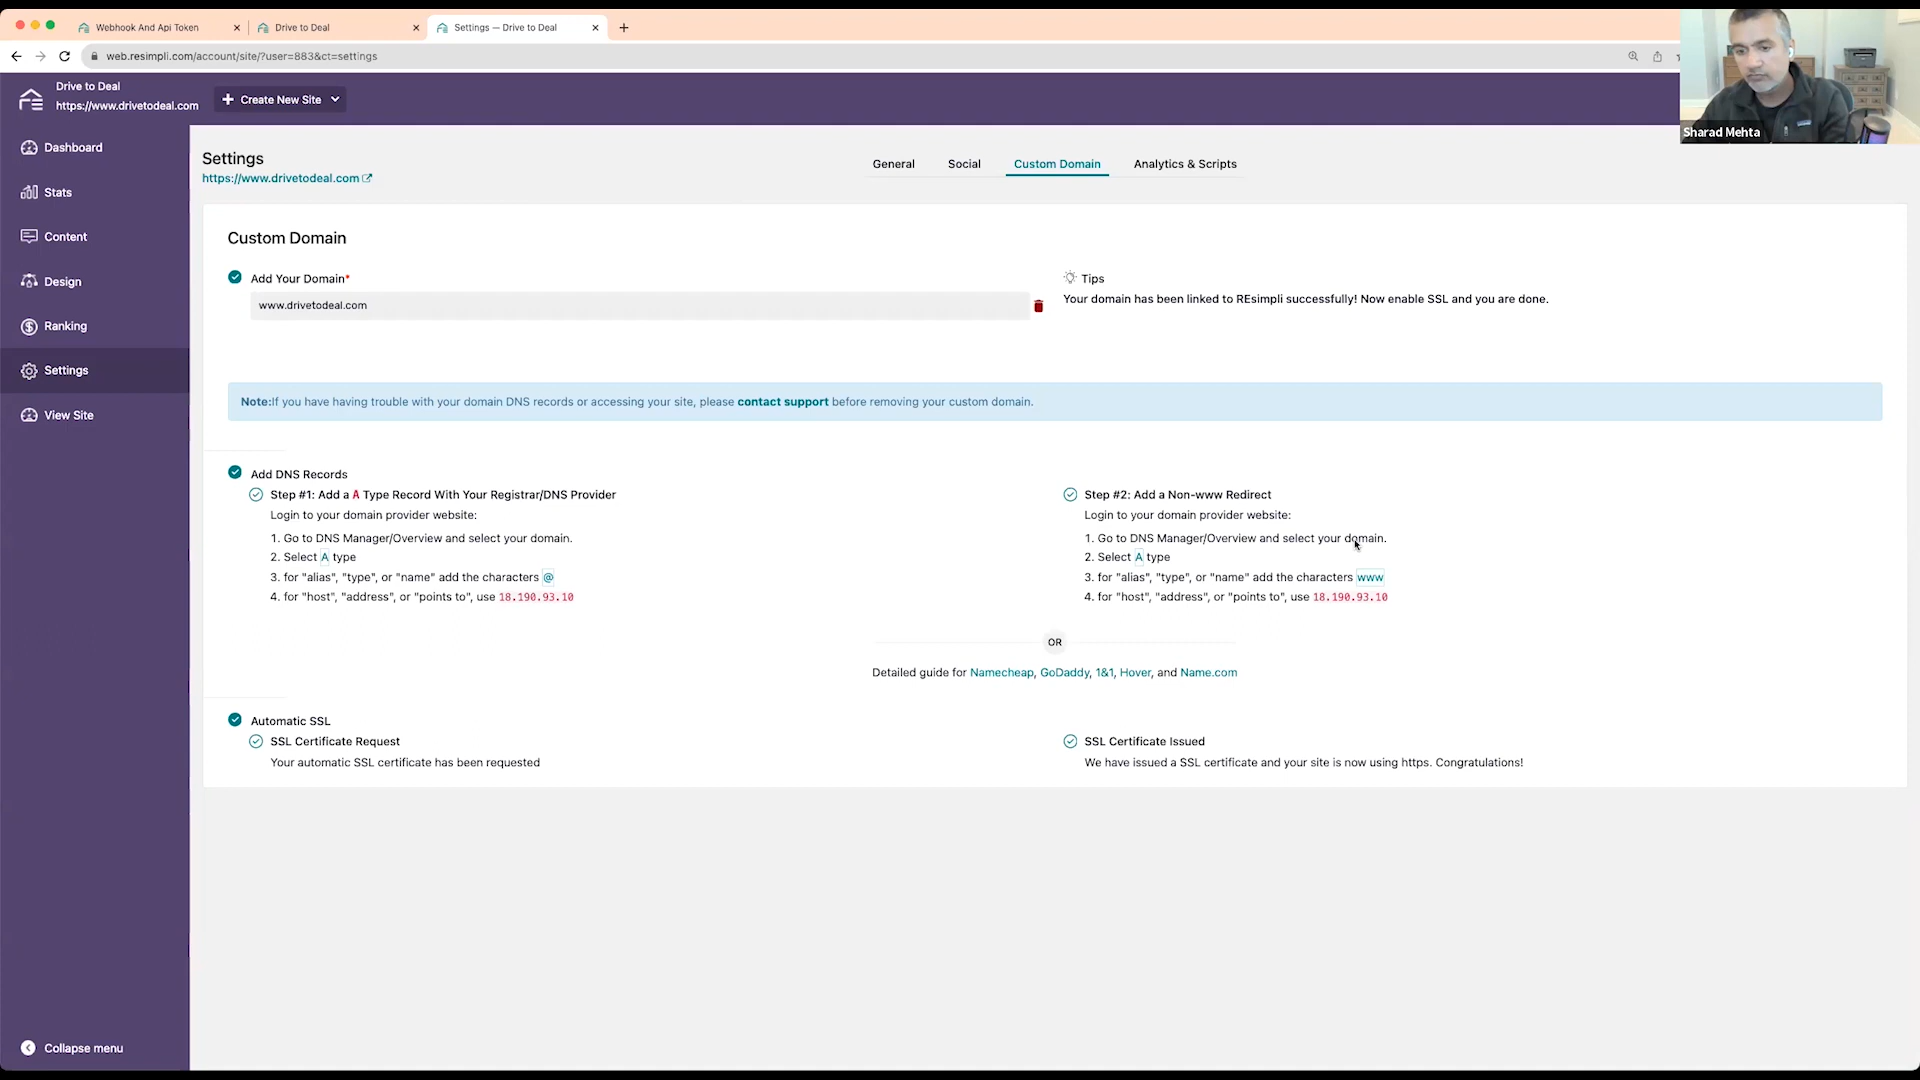 Webhook And Api Token
Drive to Deal
Settings — Drive to Deal
web.resimpli.com/account/site/?user=883&ct=settings
Drive to Deal
https://www.drivetodeal.com
Create New Site
Sharad Mehta
Dashboard
Stats
Content
Design
Ranking
Settings
View Site
Collapse menu
Settings
https://www.drivetodeal.com
General
Social
Custom Domain
Analytics & Scripts
Custom Domain
Add Your Domain*
www.drivetodeal.com
Tips
Your domain has been linked to REsimpli successfully! Now enable SSL and you are done.
Note:If you have having trouble with your domain DNS records or accessing your site, please contact support before removing your custom domain.
Add DNS Records
Step #1: Add a A Type Record With Your Registrar/DNS Provider
Login to your domain provider website:
1. Go to DNS Manager/Overview and select your domain.
2. Select A type
3. for "alias", "type", or "name" add the characters @
4. for "host", "address", or "points to", use 18.190.93.10
Step #2: Add a Non-www Redirect
Login to your domain provider website:
1. Go to DNS Manager/Overview and select your domain.
2. Select A type
3. for "alias", "type", or "name" add the characters www
4. for "host", "address", or "points to", use 18.190.93.10
OR
Detailed guide for Namecheap, GoDaddy, 1&1, Hover, and Name.com
Automatic SSL
SSL Certificate Request
Your automatic SSL certificate has been requested
SSL Certificate Issued
We have issued a SSL certificate and your site is now using https. Congratulations!